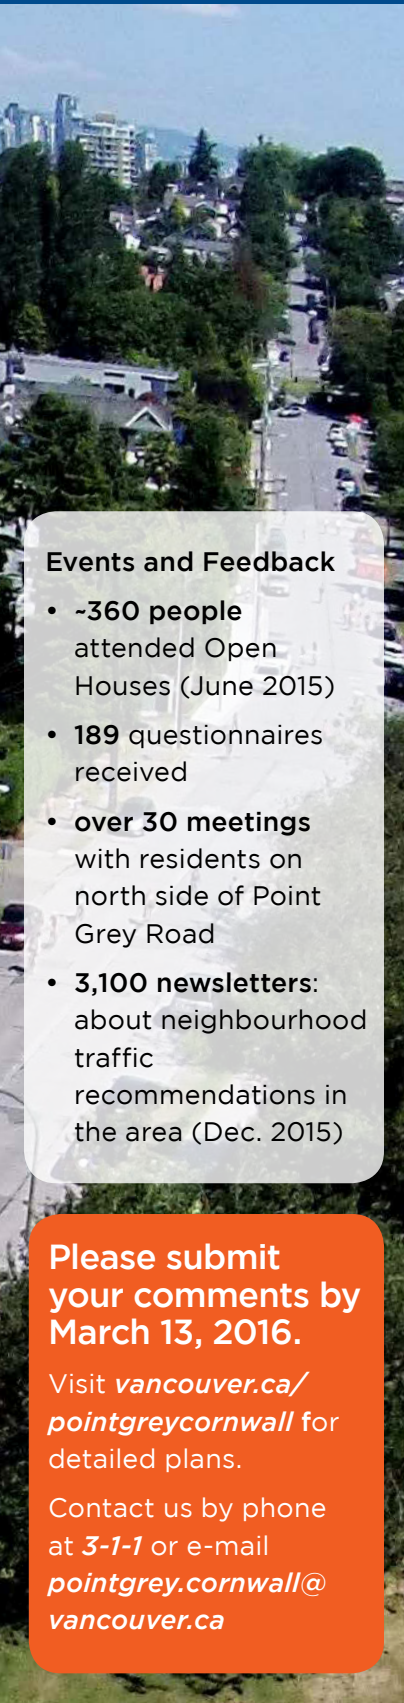 Events and Feedback
• ~360 people
attended Open
Houses (June 2015)
• 189 questionnaires
received
• over 30 meetings
with residents on
north side of Point
Grey Road
• 3,100 newsletters:
about neighbourhood
traffic
recommendations in
the area (Dec. 2015)
Please submit
your comments by
March 13, 2016.
Visit vancouver.ca/
pointgreycornwall for
detailed plans.
Contact us by phone
at 3-1-1 or e-mail
pointgrey.cornwall@
vancouver.ca